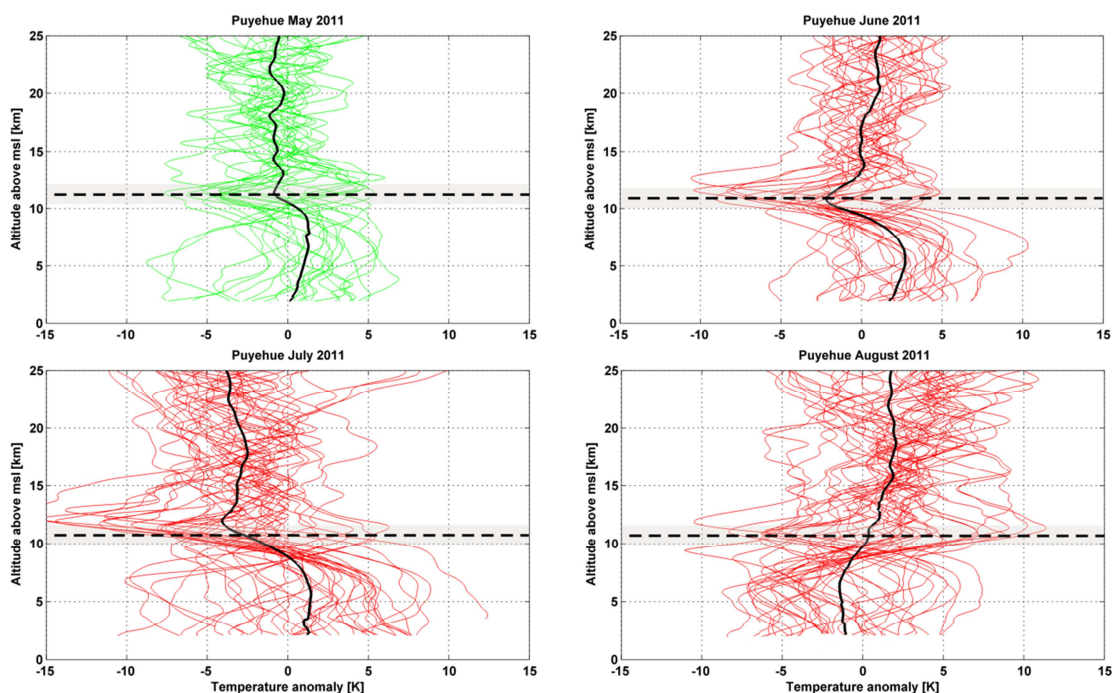 Puyehue May 2011
25
20
15
10
5
0
Altitude above msl [km]
-15 -10 -5 0 5 10 15
Puyehue June 2011
25
20
15
10
5
0
Altitude above msl [km]
-15 -10 -5 0 5 10 15
Puyehue July 2011
25
20
15
10
5
0
Altitude above msl [km]
-15 -10 -5 0 5 10 15
Temperature anomaly [K]
Puyehue August 2011
25
20
15
10
5
0
Altitude above msl [km]
-15 -10 -5 0 5 10 15
Temperature anomaly [K]